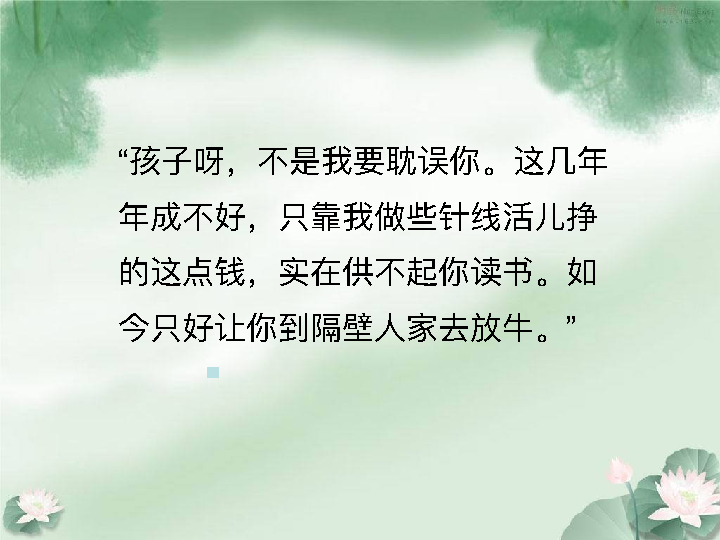 “孩子呀，不是我要耽误你。这几年
年成不好，只靠我做些针线活儿挣
的这点钱，实在供不起你读书。如
今只好让你到隔壁人家去放牛。”